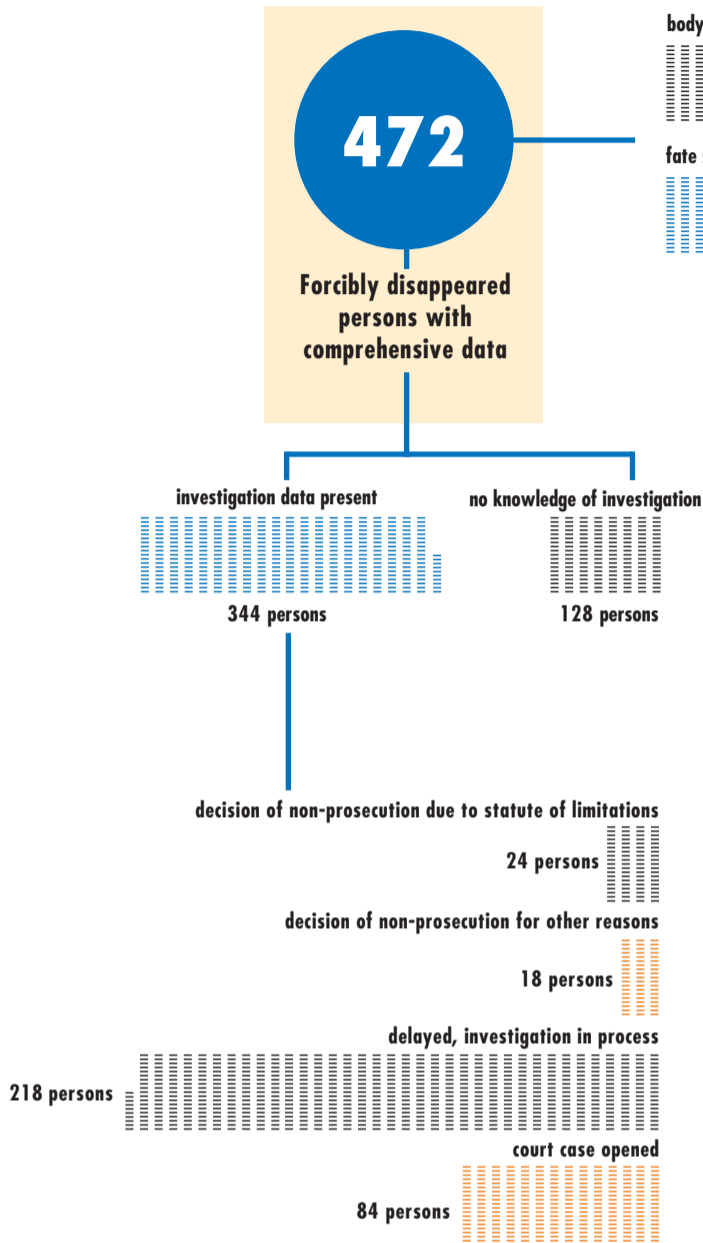 472
Forcibly disappeared
persons with
comprehensive data
body
fate
investigation data present
344 persons
no knowledge of investigation
128 persons
decision of non-prosecution due to statute of limitations
24 persons
decision of non-prosecution for other reasons
18 persons
delayed, investigation in process
218 persons
court case opened
84 persons